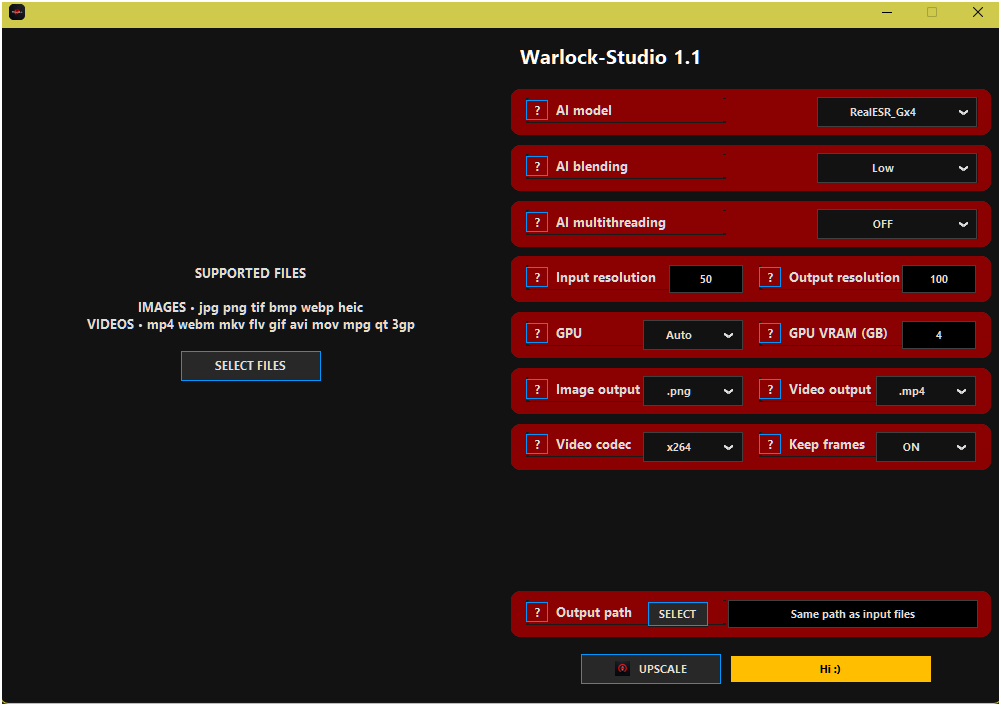 Warlock-Studio 1.1
? AI model RealESR_Gx4
? AI blending Low
? AI multithreading OFF
? Input resolution 50 ? Output resolution 100
? GPU Auto ? GPU VRAM (GB) 4
? Image output .png ? Video output .mp4
? Video codec x264 ? Keep frames ON
SUPPORTED FILES
IMAGES • jpg png tif bmp webp heic
VIDEOS • mp4 webm mkv flv gif avi mov mpg qt 3gp
SELECT FILES
? Output path SELECT Same path as input files
UPSCALE Hi :)